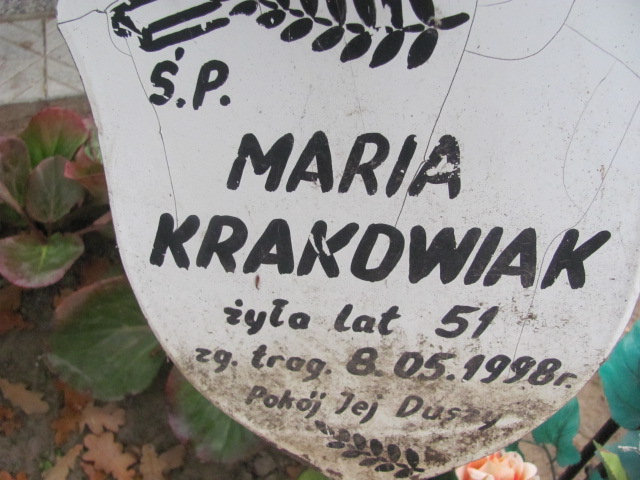 Ś.P.
MARIA
KRAKOWIAK
żyła lat 51
zg. trag. 8.05.1998r.
Pokój Jej Duszy